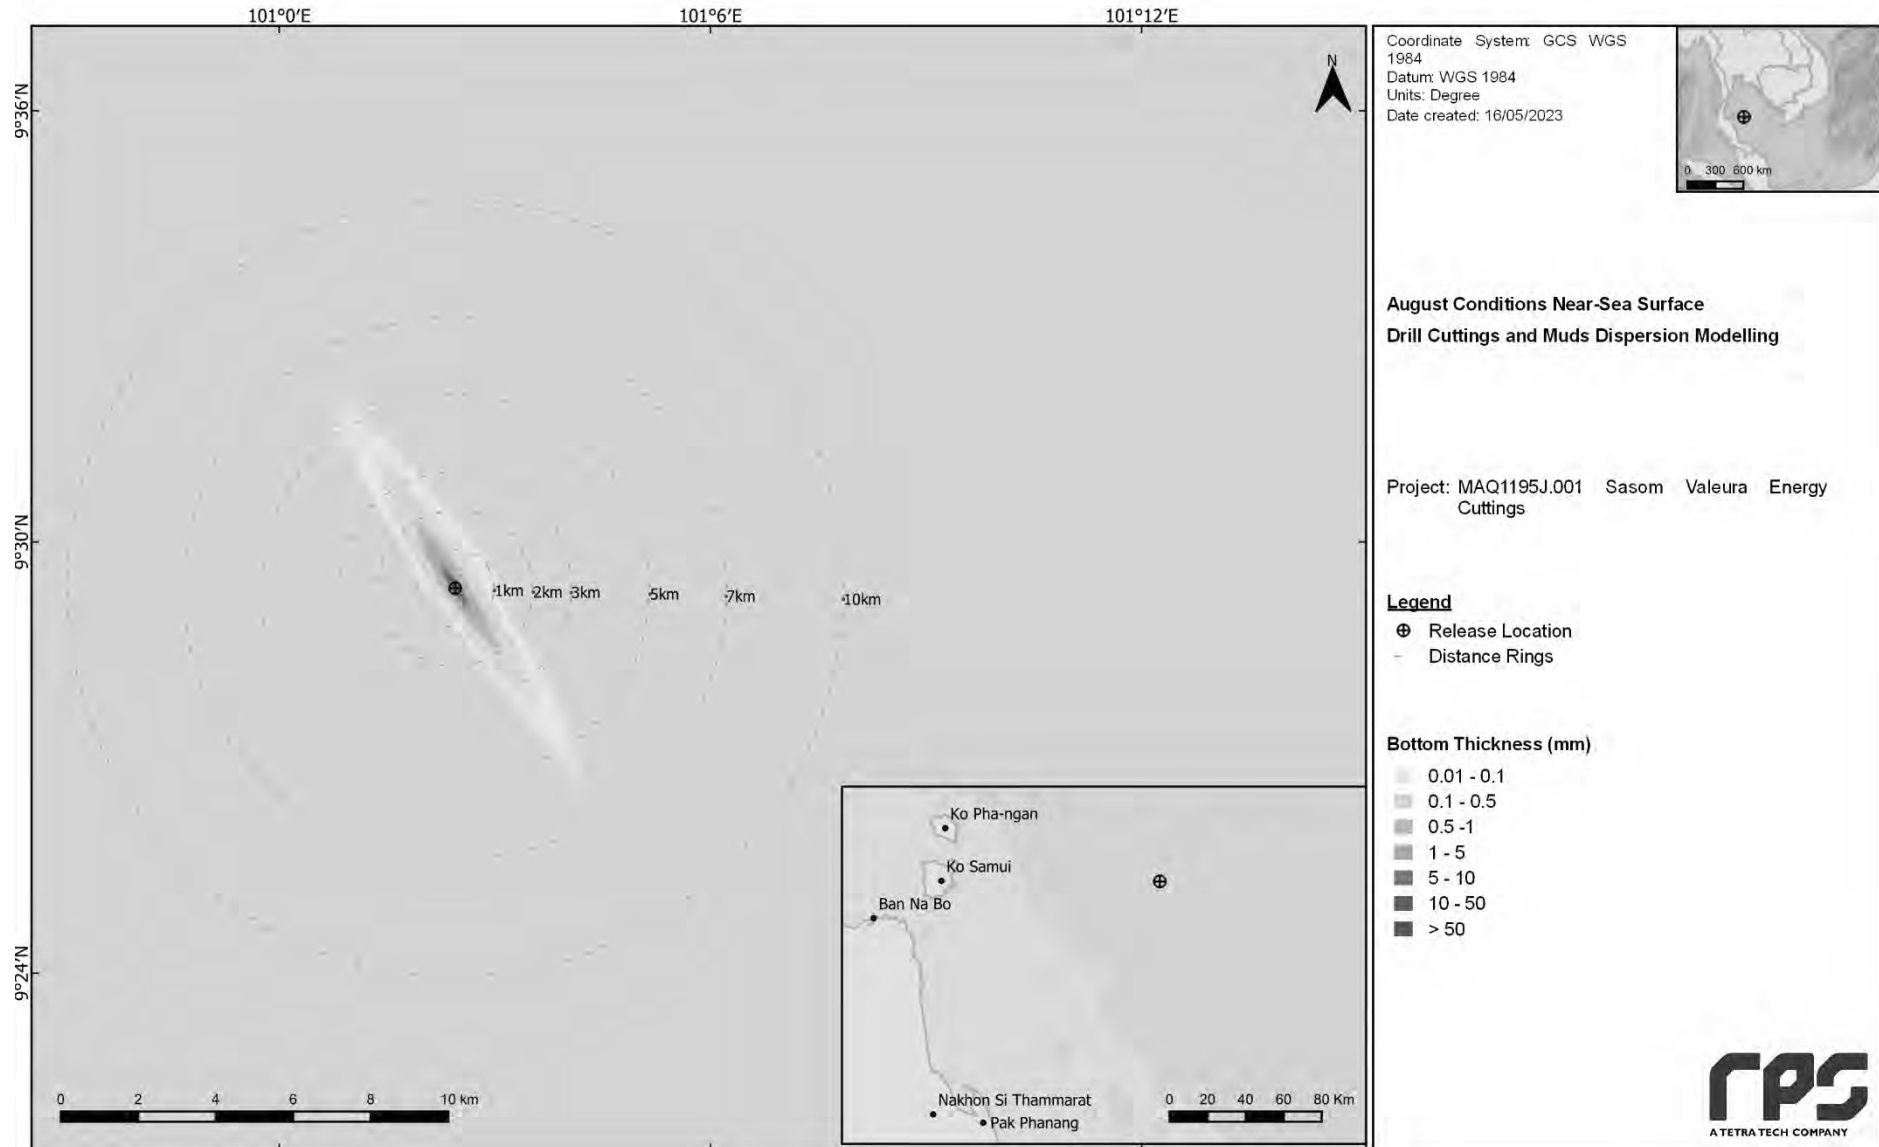 101°0'E
101°6'E
101°12'E
9°36'N
9°30'N
9°24'N
N
1km
2km
3km
5km
7km
10km
0 2 4 6 8 10 km
Ko Pha-ngan
Ko Samui
Ban Na Bo
Nakhon Si Thammarat
Pak Phanang
0 20 40 60 80 Km
Coordinate System: GCS WGS
1984
Datum: WGS 1984
Units: Degree
Date created: 16/05/2023
0 300 600 km
August Conditions Near-Sea Surface
Drill Cuttings and Muds Dispersion Modelling
Project: MAQ1195J.001 Sasom Valeura Energy
Cuttings
Legend
Release Location
Distance Rings
Bottom Thickness (mm)
0.01 - 0.1
0.1 - 0.5
0.5 -1
1 - 5
5 - 10
10 - 50
> 50
rps
A TETRA TECH COMPANY